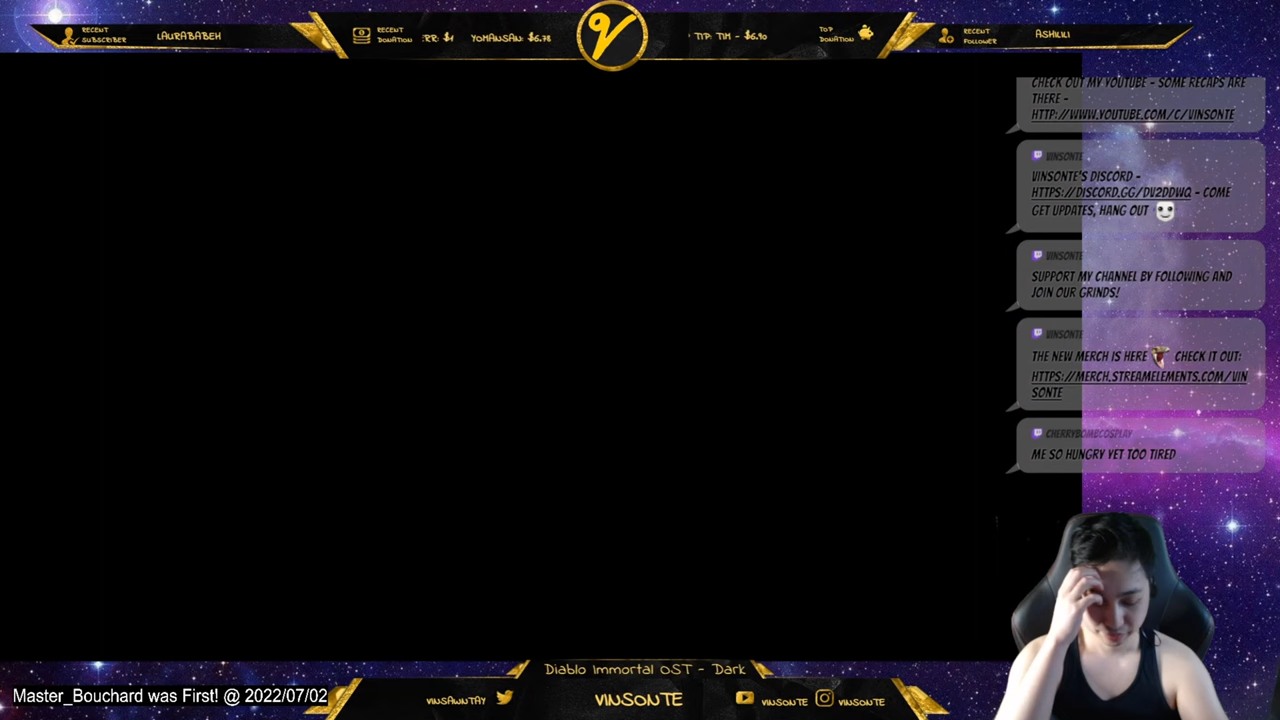 RECENT
SUBSCRIBER
LAURABABEH
RECENT
DONATION
RR: $1
YOMANSAN: $6.78
V
TIP: TIM - $6.90
TOP
DONATION
RECENT
FOLLOWER
ASHILILI
CHECK OUT MY YOUTUBE - SOME RECAPS ARE
THERE -
HTTP://WWW.YOUTUBE.COM/C/VINSONTE
VINSONTE
VINSONTE'S DISCORD -
HTTPS://DISCORD.GG/DV2DDWQ - COME
GET UPDATES, HANG OUT
VINSONTE
SUPPORT MY CHANNEL BY FOLLOWING AND
JOIN OUR GRINDS!
VINSONTE
THE NEW MERCH IS HERE CHECK IT OUT:
HTTPS://MERCH.STREAMELEMENTS.COM/VIN
SONTE
CHERRYBOMBCOSPLAY
ME SO HUNGRY YET TOO TIRED
Diablo Immortal OST - Dark
Master_Bouchard was First! @ 2022/07/02
VINSAWNTAY
VINSONTE
VINSONTE
VINSONTE